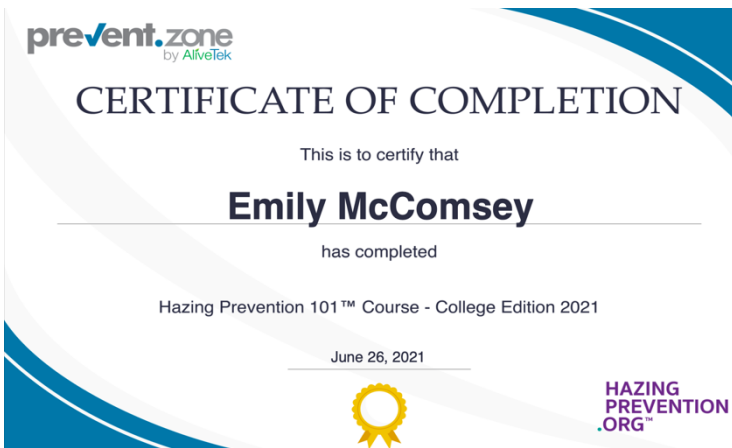 prevent.zone
by AliveTek
CERTIFICATE OF COMPLETION
This is to certify that
Emily McComsey
has completed
Hazing Prevention 101™ Course - College Edition 2021
June 26, 2021
HAZING
PREVENTION
.ORG™